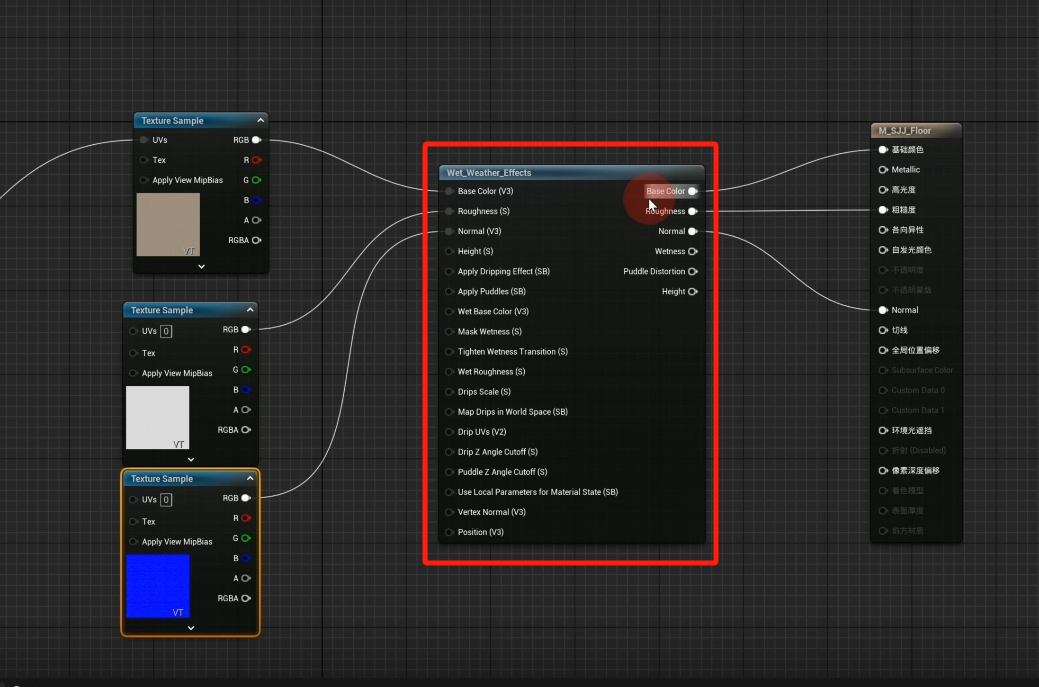 Texture Sample
UVs
RGB
Tex
R
Apply View MipBias
G
B
A
RGBA
VT
Texture Sample
UVs 0
RGB
R
Tex
G
Apply View MipBias
B
A
RGBA
VT
Texture Sample
UVs 0
RGB
R
Tex
G
Apply View MipBias
B
A
RGBA
VT
Wet_Weather_Effects
Base Color (V3)
Base Color
Roughness (S)
Roughness
Normal (V3)
Normal
Height (S)
Wetness
Apply Dripping Effect (SB)
Puddle Distortion
Apply Puddles (SB)
Height
Wet Base Color (V3)
Mask Wetness (S)
Tighten Wetness Transition (S)
Wet Roughness (S)
Drips Scale (S)
Map Drips in World Space (SB)
Drip UVs (V2)
Drip Z Angle Cutoff (S)
Puddle Z Angle Cutoff (S)
Use Local Parameters for Material State (SB)
Vertex Normal (V3)
Position (V3)
M_SJJ_Floor
基础颜色
Metallic
高光度
粗糙度
各向异性
自发光颜色
不透明度
不透明蒙版
Normal
切线
全局位置偏移
Subsurface Color
Custom Data 0
Custom Data 1
环境光遮挡
折射 (Disabled)
像素深度偏移
着色模型
表面厚度
前方材质